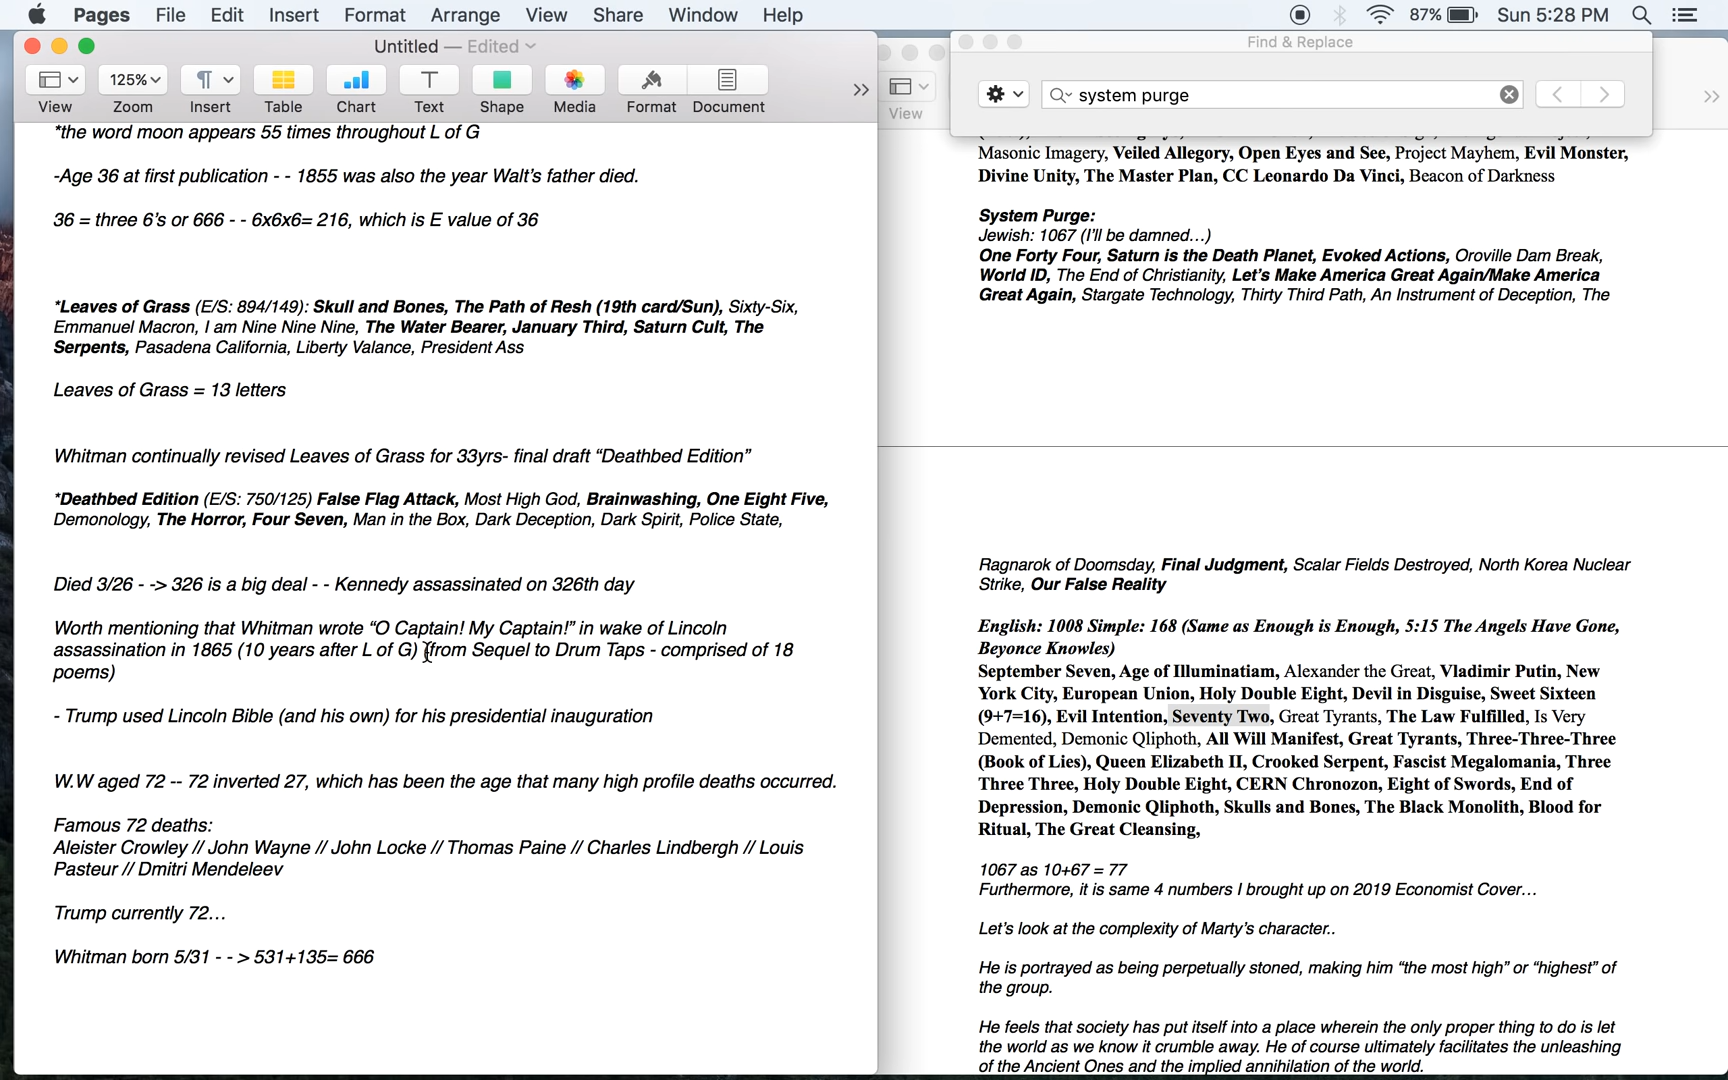 Pages File Edit Insert Format Arrange View Share Window Help 87% Sun 5:28 PM
Untitled — Edited
125%
View Zoom Insert Table Chart Text Shape Media Format Document
*the word moon appears 55 times throughout L of G
-Age 36 at first publication - - 1855 was also the year Walt's father died.
36 = three 6's or 666 - - 6x6x6= 216, which is E value of 36
*Leaves of Grass (E/S: 894/149): Skull and Bones, The Path of Resh (19th card/Sun), Sixty-Six,
Emmanuel Macron, I am Nine Nine Nine, The Water Bearer, January Third, Saturn Cult, The
Serpents, Pasadena California, Liberty Valance, President Ass
Leaves of Grass = 13 letters
Whitman continually revised Leaves of Grass for 33yrs- final draft “Deathbed Edition”
*Deathbed Edition (E/S: 750/125) False Flag Attack, Most High God, Brainwashing, One Eight Five,
Demonology, The Horror, Four Seven, Man in the Box, Dark Deception, Dark Spirit, Police State,
Died 3/26 - -> 326 is a big deal - - Kennedy assassinated on 326th day
Worth mentioning that Whitman wrote “O Captain! My Captain!” in wake of Lincoln
assassination in 1865 (10 years after L of G) (from Sequel to Drum Taps - comprised of 18
poems)
- Trump used Lincoln Bible (and his own) for his presidential inauguration
W.W aged 72 -- 72 inverted 27, which has been the age that many high profile deaths occurred.
Famous 72 deaths:
Aleister Crowley // John Wayne // John Locke // Thomas Paine // Charles Lindbergh // Louis
Pasteur // Dmitri Mendeleev
Trump currently 72…
Whitman born 5/31 - - > 531+135= 666
Find & Replace
system purge
View
Masonic Imagery, Veiled Allegory, Open Eyes and See, Project Mayhem, Evil Monster,
Divine Unity, The Master Plan, CC Leonardo Da Vinci, Beacon of Darkness
System Purge:
Jewish: 1067 (I'll be damned…)
One Forty Four, Saturn is the Death Planet, Evoked Actions, Oroville Dam Break,
World ID, The End of Christianity, Let's Make America Great Again/Make America
Great Again, Stargate Technology, Thirty Third Path, An Instrument of Deception, The
Ragnarok of Doomsday, Final Judgment, Scalar Fields Destroyed, North Korea Nuclear
Strike, Our False Reality
English: 1008 Simple: 168 (Same as Enough is Enough, 5:15 The Angels Have Gone,
Beyonce Knowles)
September Seven, Age of Illuminatiam, Alexander the Great, Vladimir Putin, New
York City, European Union, Holy Double Eight, Devil in Disguise, Sweet Sixteen
(9+7=16), Evil Intention, Seventy Two, Great Tyrants, The Law Fulfilled, Is Very
Demented, Demonic Qliphoth, All Will Manifest, Great Tyrants, Three-Three-Three
(Book of Lies), Queen Elizabeth II, Crooked Serpent, Fascist Megalomania, Three
Three Three, Holy Double Eight, CERN Chronozon, Eight of Swords, End of
Depression, Demonic Qliphoth, Skulls and Bones, The Black Monolith, Blood for
Ritual, The Great Cleansing,
1067 as 10+67 = 77
Furthermore, it is same 4 numbers I brought up on 2019 Economist Cover…
Let's look at the complexity of Marty's character..
He is portrayed as being perpetually stoned, making him “the most high” or “highest” of
the group.
He feels that society has put itself into a place wherein the only proper thing to do is let
the world as we know it crumble away. He of course ultimately facilitates the unleashing
of the Ancient Ones and the implied annihilation of the world.